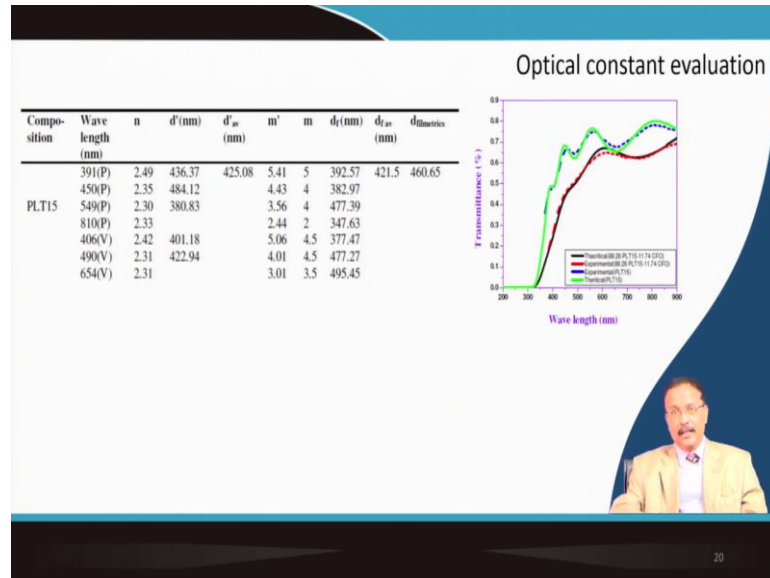 Optical constant evaluation
Compo- Wave n d'(nm) d'av m' m df(nm) df av dfilmetrics
sition length (nm) (nm)
(nm)
391(P) 2.49 436.37 425.08 5.41 5 392.57 421.5 460.65
450(P) 2.35 484.12 4.43 4 382.97
PLT15 549(P) 2.30 380.83 3.56 4 477.39
810(P) 2.33 2.44 2 347.63
406(V) 2.42 401.18 5.06 4.5 377.47
490(V) 2.31 422.94 4.01 4.5 477.27
654(V) 2.31 3.01 3.5 495.45
Transmittance (%)
0.9
0.8
0.7
0.6
0.5
0.4
0.3
0.2
0.1
0.0
200 300 400 500 600 700 800 900
Wave length (nm)
Experimental(PLT15)
20